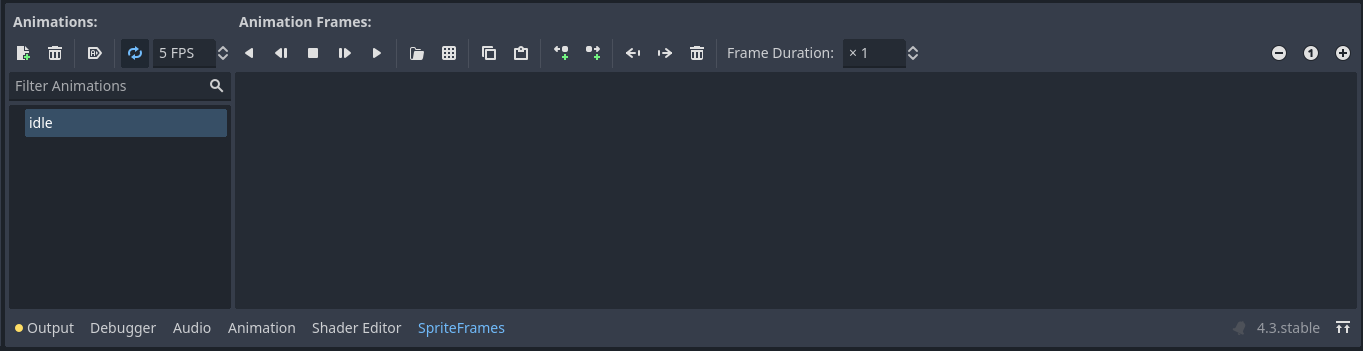 Animations: Animation Frames:
5 FPS Frame Duration: × 1 1
Filter Animations
idle
Output Debugger Audio Animation Shader Editor SpriteFrames 4.3.stable